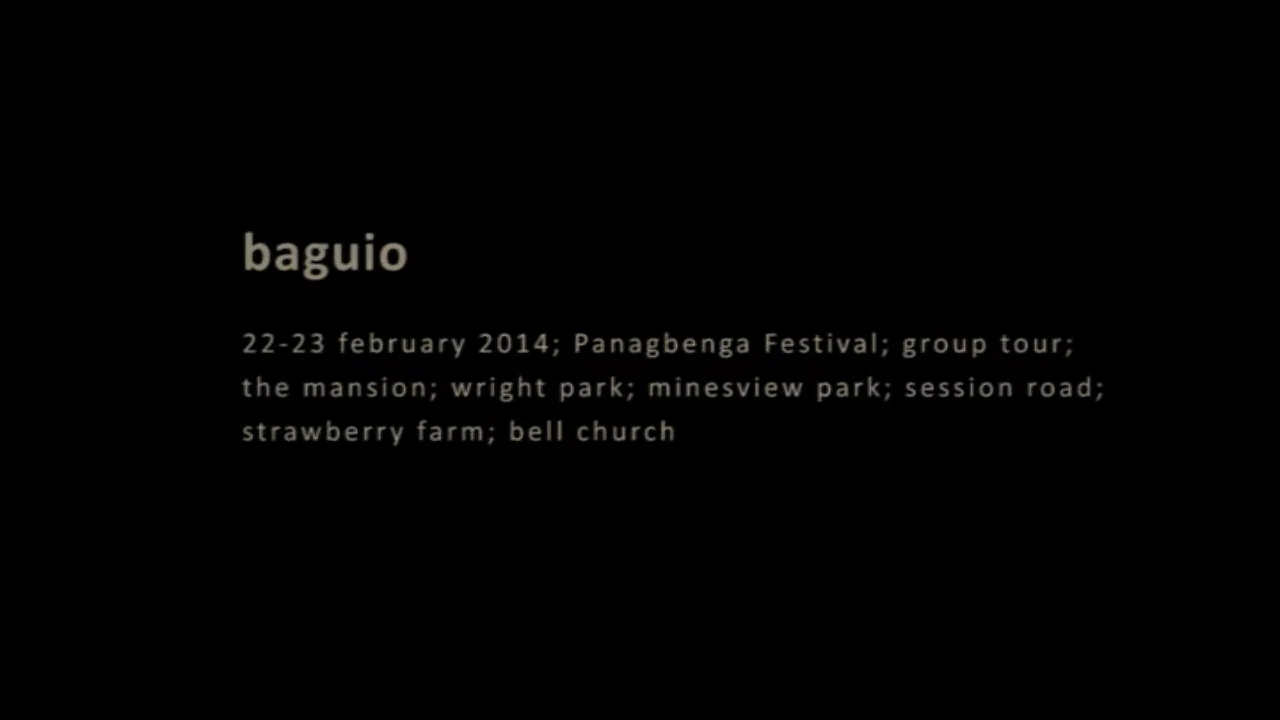 baguio
22-23 february 2014; Panagbenga Festival; group tour;
the mansion; wright park; minesview park; session road;
strawberry farm; bell church